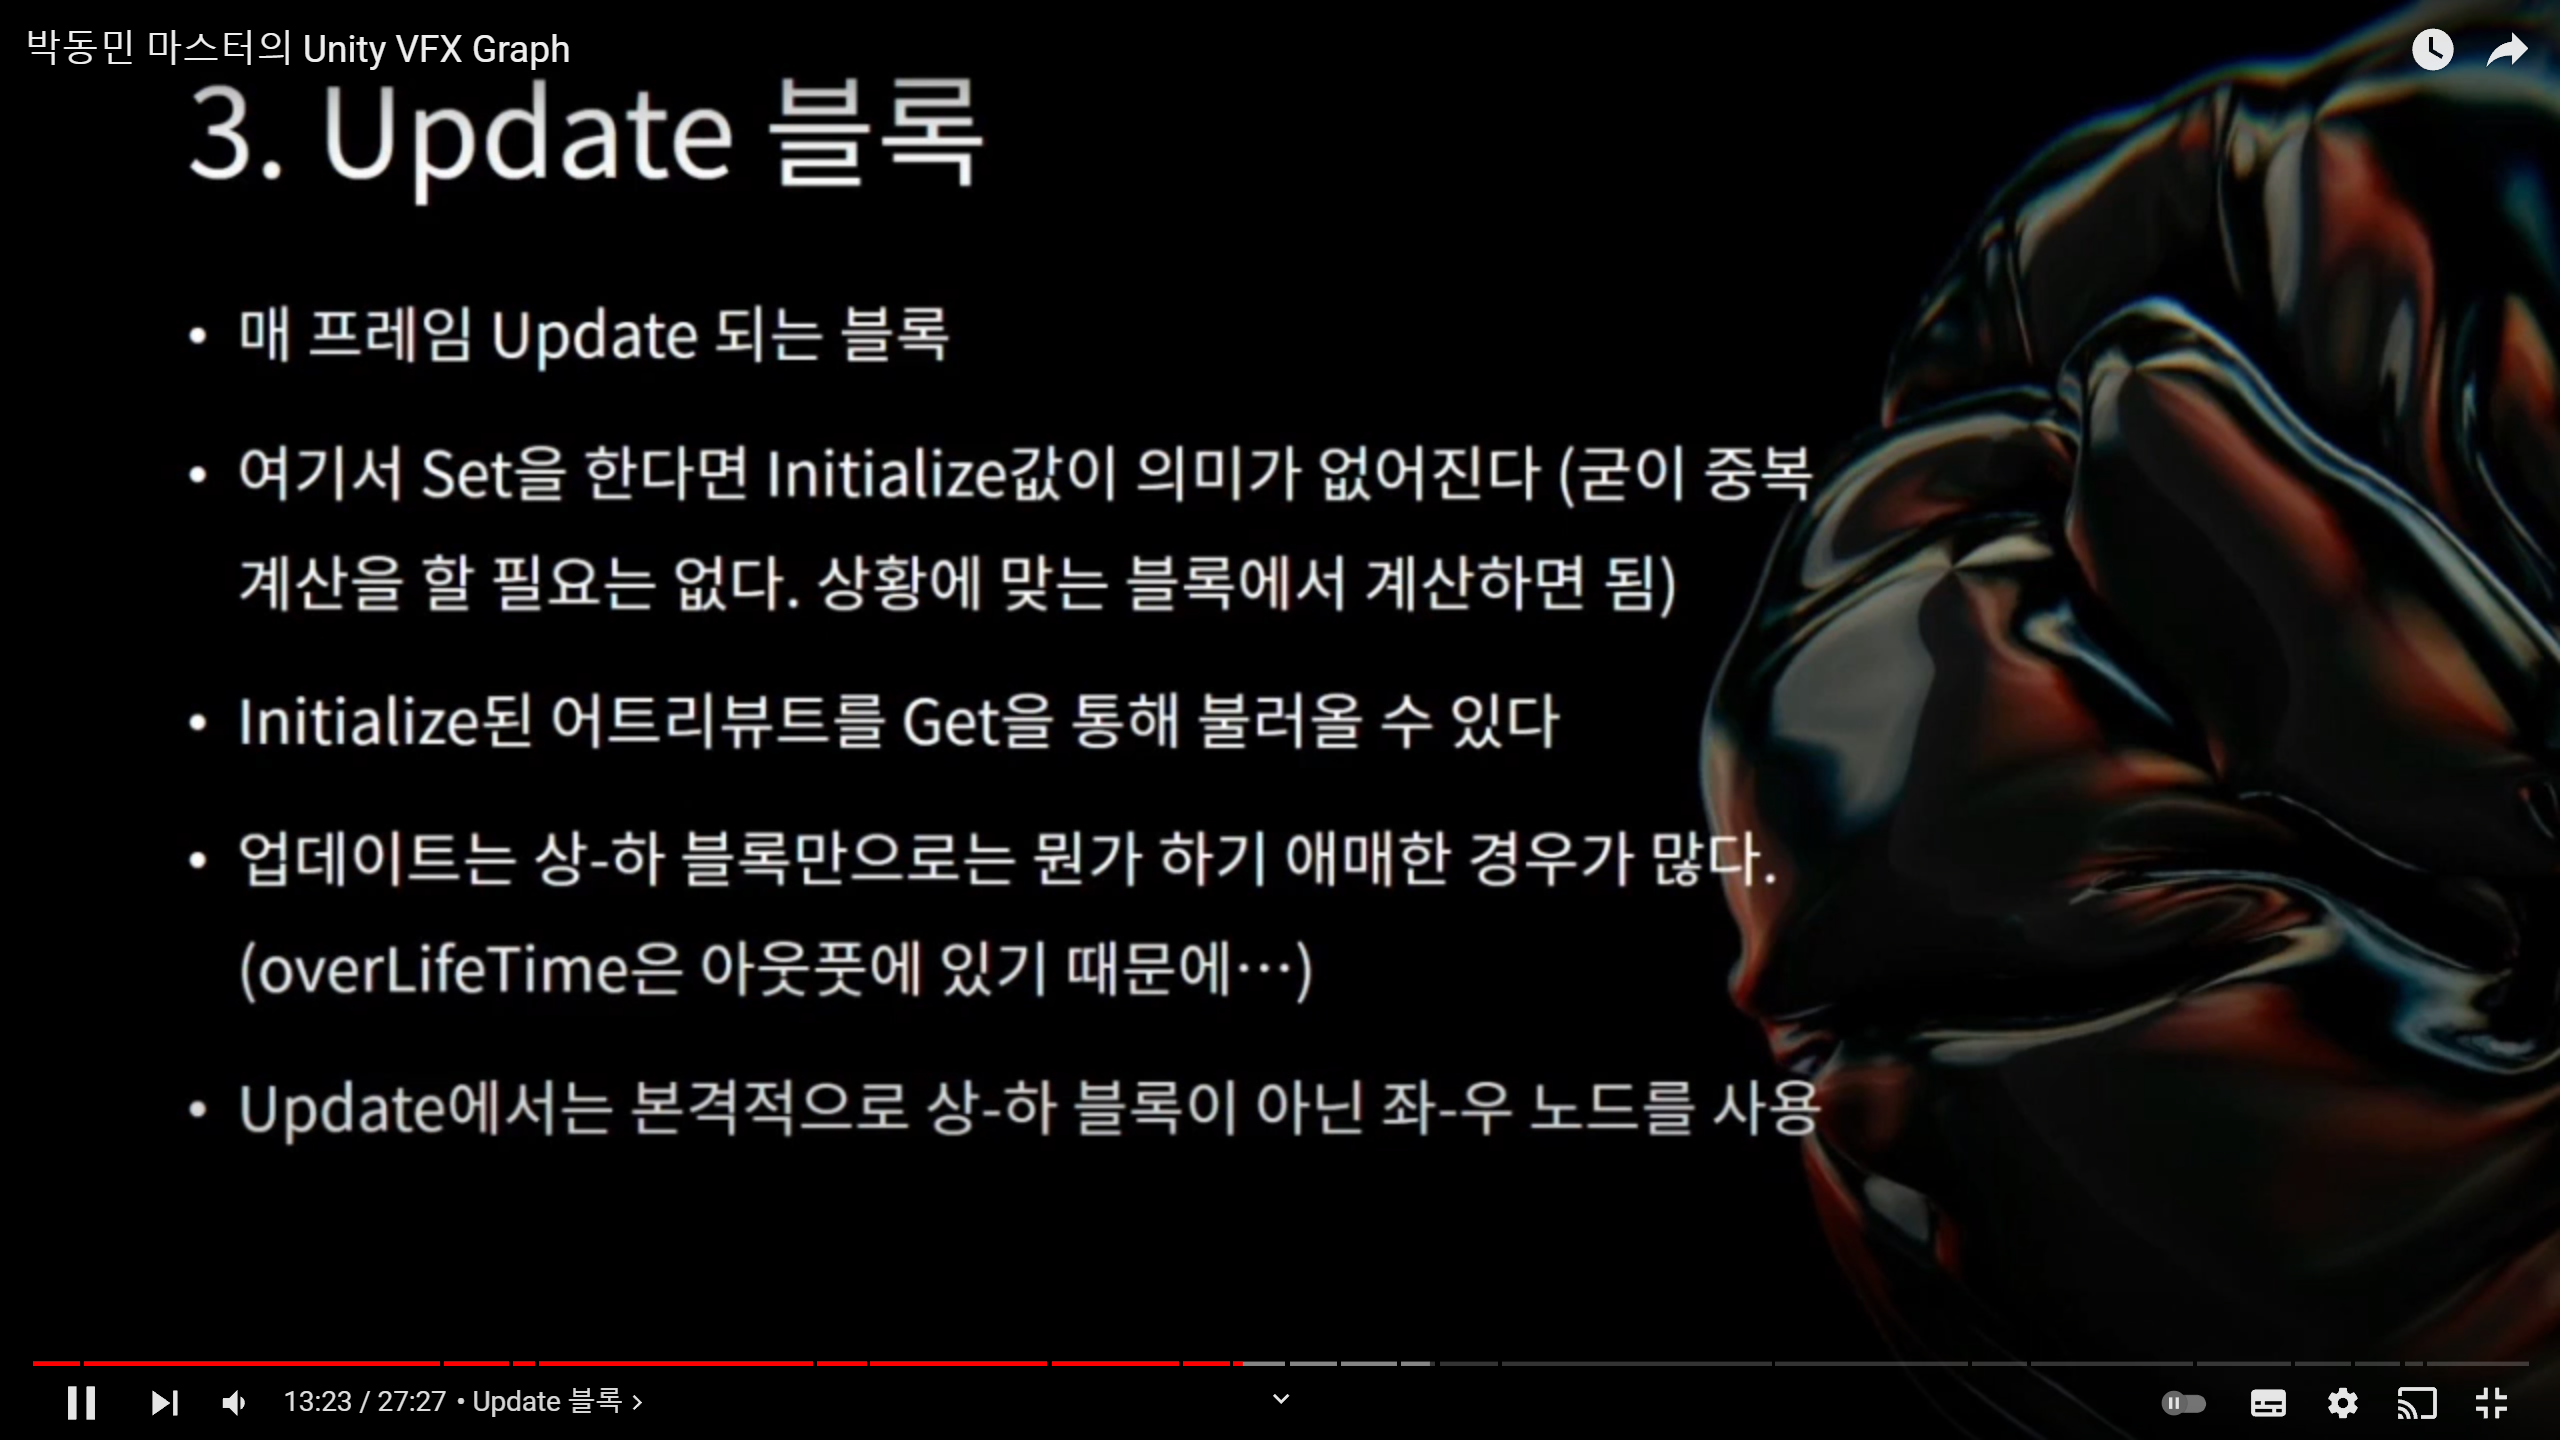 박동민 마스터의 Unity VFX Graph
3. Update 블록
• 매 프레임 Update 되는 블록
• 여기서 Set을 한다면 Initialize값이 의미가 없어진다 (굳이 중복
계산을 할 필요는 없다. 상황에 맞는 블록에서 계산하면 됨)
• Initialize된 어트리뷰트를 Get을 통해 불러올 수 있다
• 업데이트는 상-하 블록만으로는 뭔가 하기 애매한 경우가 많다.
(overLifeTime은 아웃풋에 있기 때문에…)
• Update에서는 본격적으로 상-하 블록이 아닌 좌-우 노드를 사용
13:23 / 27:27 • Update 블록 ›